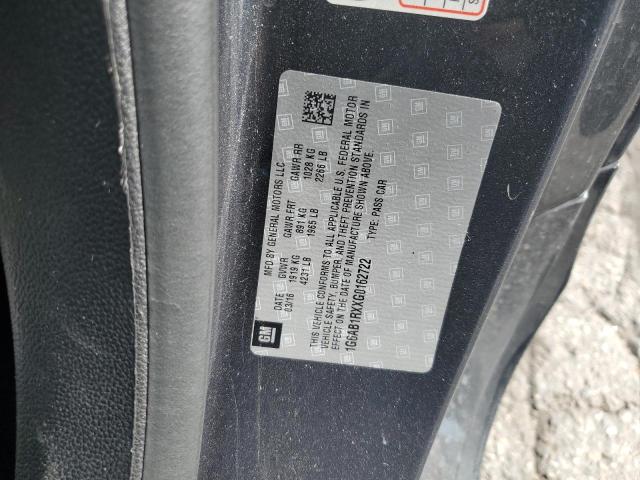 GM
MFD BY GENERAL MOTORS LLC
DATE GVWR GAWR FRT GAWR RR
03/16 1919 KG 891 KG 1028 KG
4231 LB 1965 LB 2266 LB
THIS VEHICLE CONFORMS TO ALL APPLICABLE U.S. FEDERAL MOTOR
VEHICLE SAFETY, BUMPER, AND THEFT PREVENTION STANDARDS IN
EFFECT ON THE DATE OF MANUFACTURE SHOWN ABOVE.
1G6AB1RXXG0162722 TYPE: PASS CAR